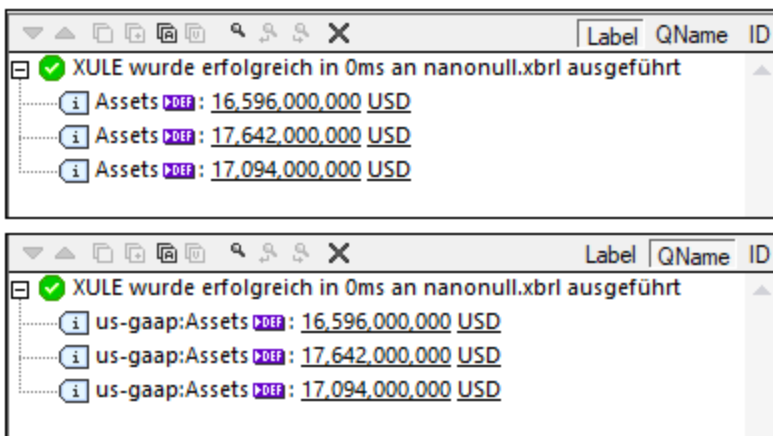 Label QName ID
XULE wurde erfolgreich in 0ms an nanonull.xbrl ausgeführt
Assets DEF : 16,596,000,000 USD
Assets DEF : 17,642,000,000 USD
Assets DEF : 17,094,000,000 USD
Label QName ID
XULE wurde erfolgreich in 0ms an nanonull.xbrl ausgeführt
us-gaap:Assets DEF : 16,596,000,000 USD
us-gaap:Assets DEF : 17,642,000,000 USD
us-gaap:Assets DEF : 17,094,000,000 USD